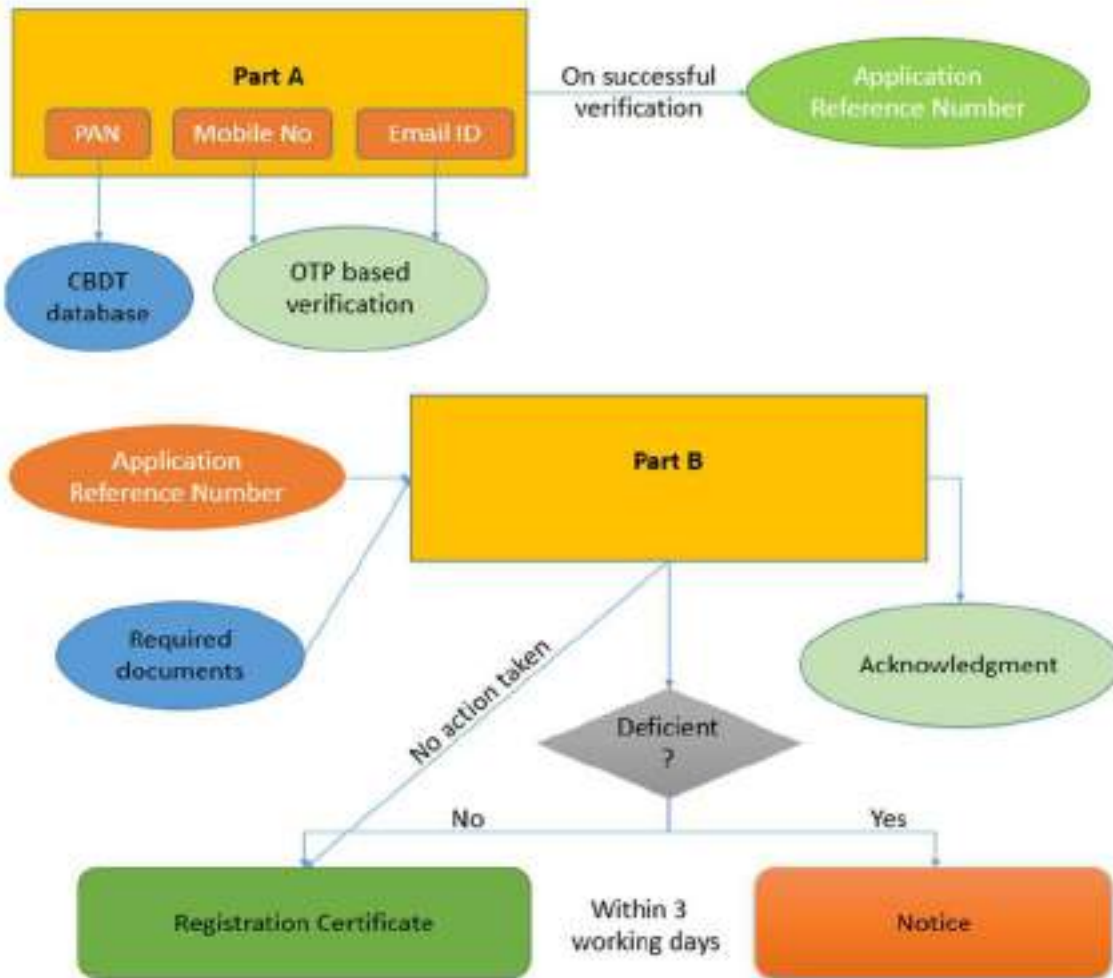 Part A
PAN
Mobile No
Email ID
On successful
verification
Application
Reference Number
CBDT
database
OTP based
verification
Application
Reference Number
Part B
Required
documents
Acknowledgment
No action taken
Deficient
?
No
Yes
Registration Certificate
Within 3
working days
Notice